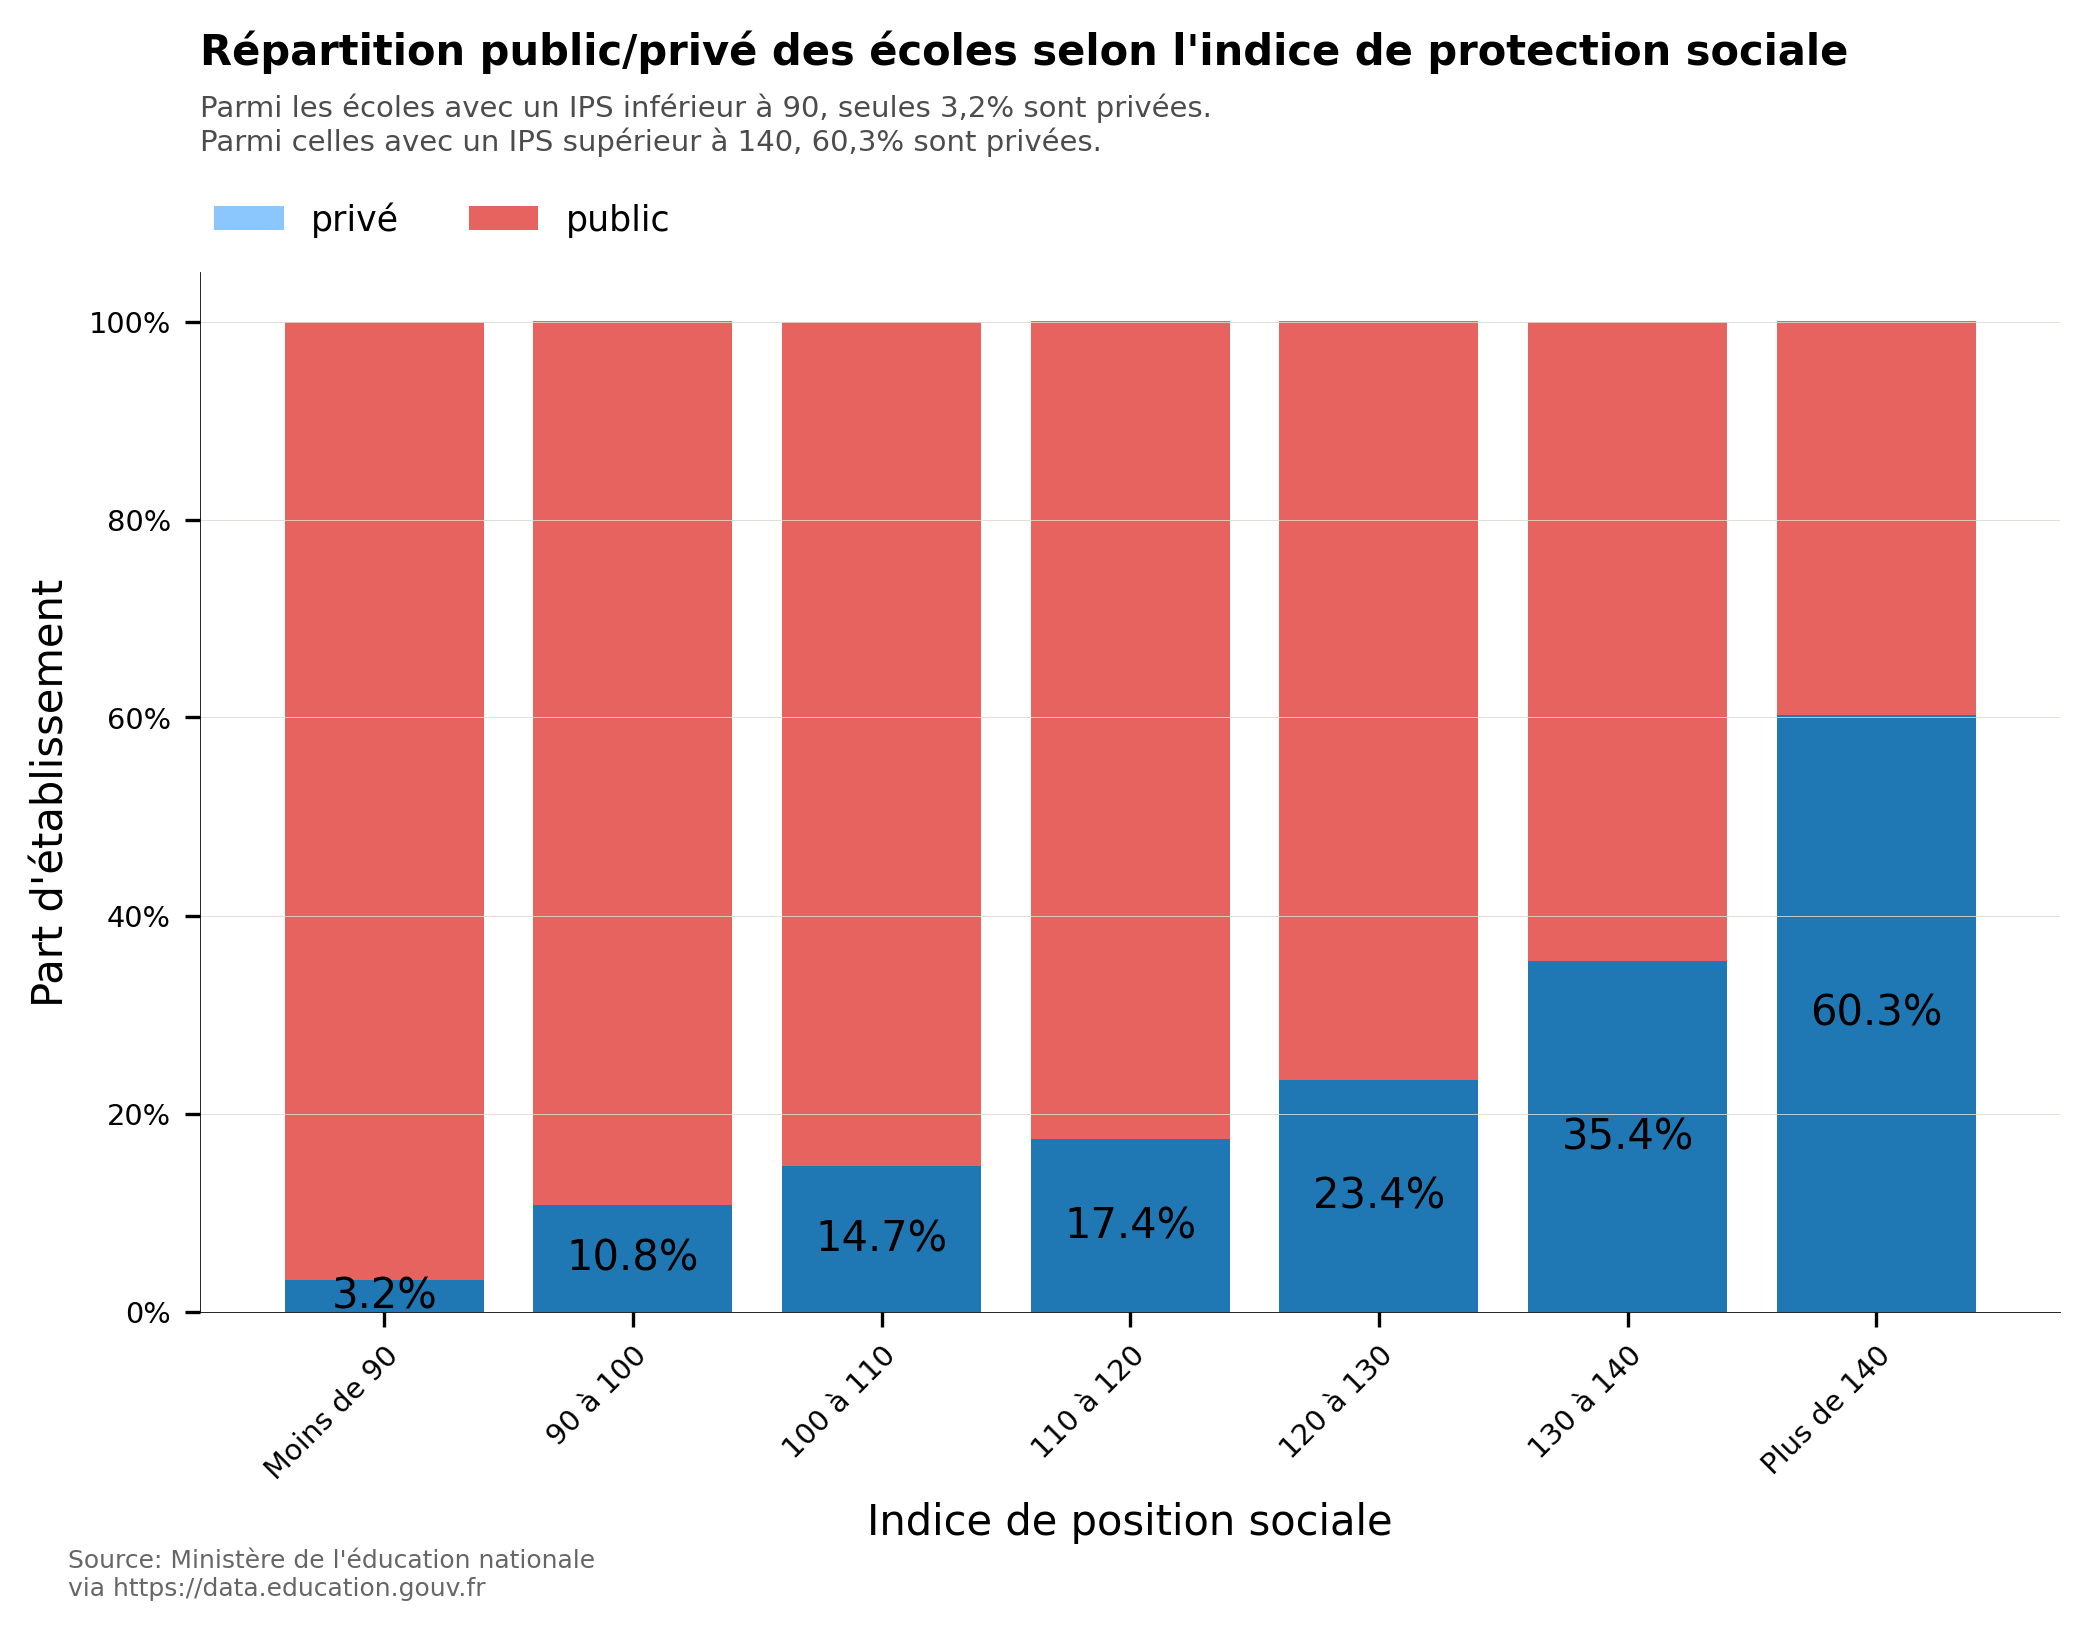 Répartition public/privé des écoles selon l'indice de protection sociale
Parmi les écoles avec un IPS inférieur à 90, seules 3,2% sont privées.
Parmi celles avec un IPS supérieur à 140, 60,3% sont privées.
privé
public
Part d'établissement
100%
80%
60%
40%
20%
0%
3.2%
10.8%
14.7%
17.4%
23.4%
35.4%
60.3%
Moins de 90
90 à 100
100 à 110
110 à 120
120 à 130
130 à 140
Plus de 140
Indice de position sociale
Source: Ministère de l'éducation nationale
via https://data.education.gouv.fr